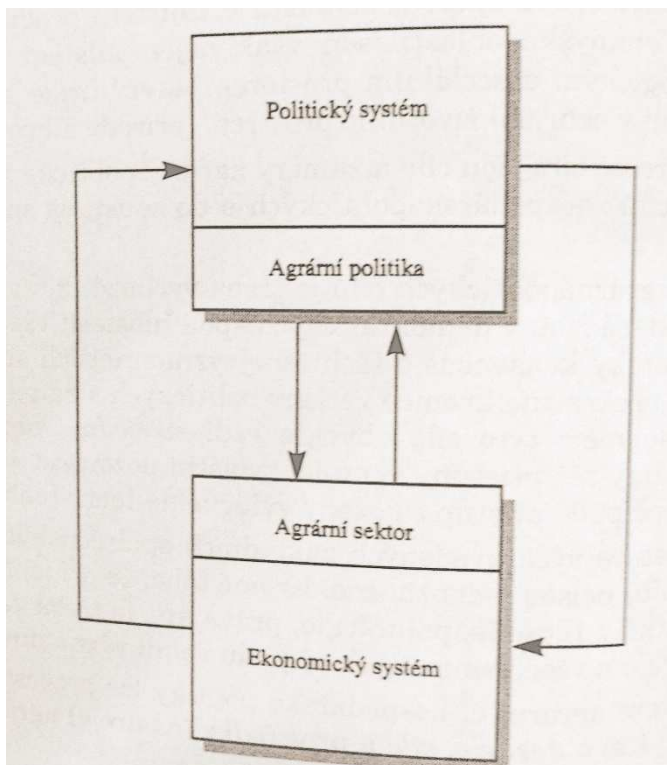 Politický systém
Agrární politika
Agrární sektor
Ekonomický systém